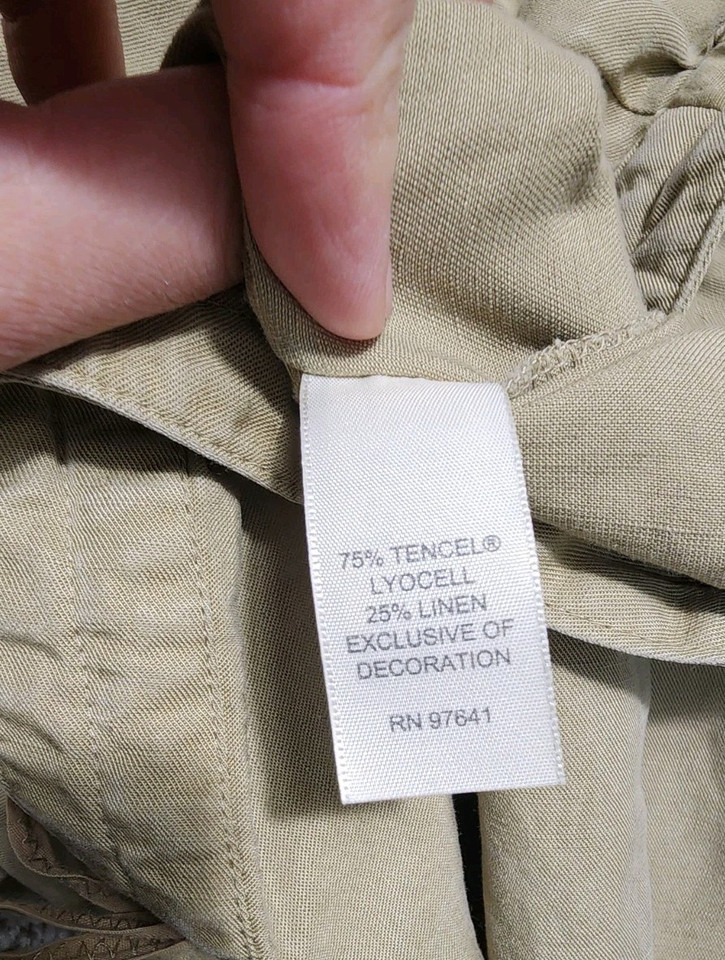 75% TENCEL®
LYOCELL
25% LINEN
EXCLUSIVE OF
DECORATION
RN 97641